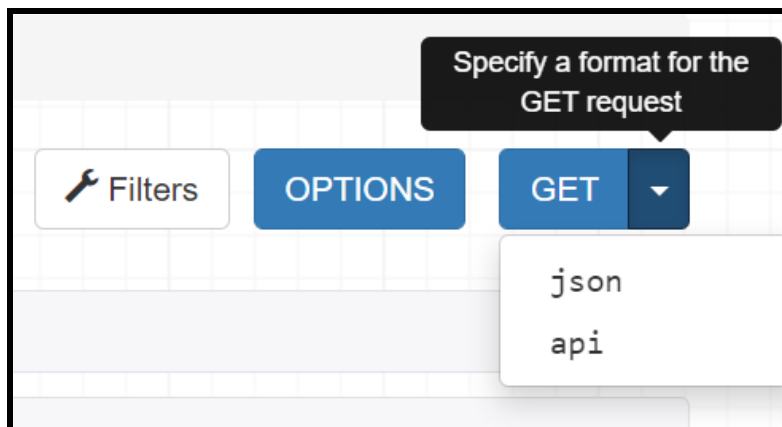 Specify a format for the
GET request
Filters OPTIONS GET
json
api